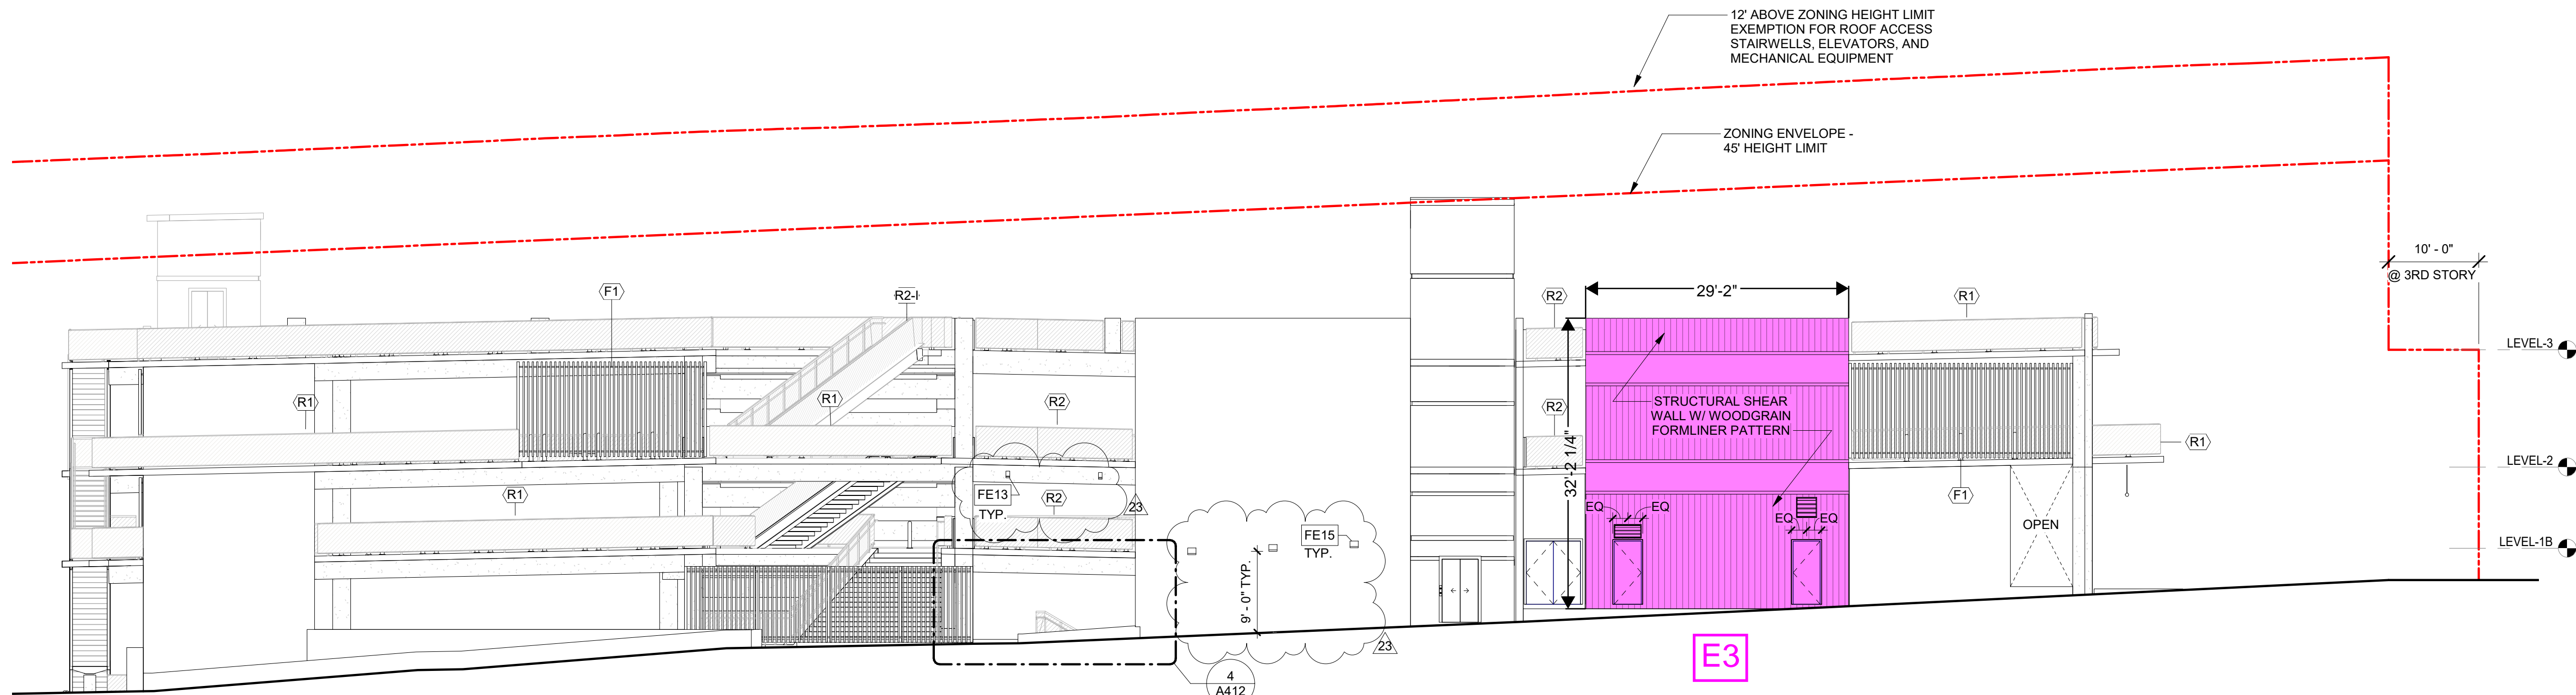 12' ABOVE ZONING HEIGHT LIMIT
EXEMPTION FOR ROOF ACCESS
STAIRWELLS, ELEVATORS, AND
MECHANICAL EQUIPMENT
ZONING ENVELOPE -
45' HEIGHT LIMIT
10' - 0"
@ 3RD STORY
F1
R2-I
R2
29'-2"
R1
LEVEL-3
R1
R1
R2
R2
STRUCTURAL SHEAR
WALL W/ WOODGRAIN
FORMLINER PATTERN
32'-2 1/4"
R1
LEVEL-2
R1
FE13
TYP.
R2
23
F1
EQ
EQ
EQ
EQ
OPEN
FE15
TYP.
9' - 0" TYP.
LEVEL-1B
23
E3
4
A412